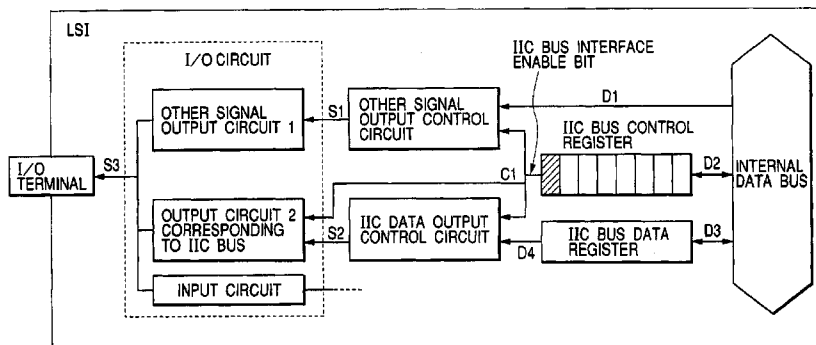 LSI
I/O CIRCUIT
IIC BUS INTERFACE
ENABLE BIT
OTHER SIGNAL
OUTPUT CIRCUIT 1
S1
OTHER SIGNAL
OUTPUT CONTROL
CIRCUIT
D1
IIC BUS CONTROL
REGISTER
I/O
TERMINAL
S3
C1
D2
INTERNAL
DATA BUS
OUTPUT CIRCUIT 2
CORRESPONDING
TO IIC BUS
S2
IIC DATA OUTPUT
CONTROL CIRCUIT
D4
IIC BUS DATA
REGISTER
D3
INPUT CIRCUIT